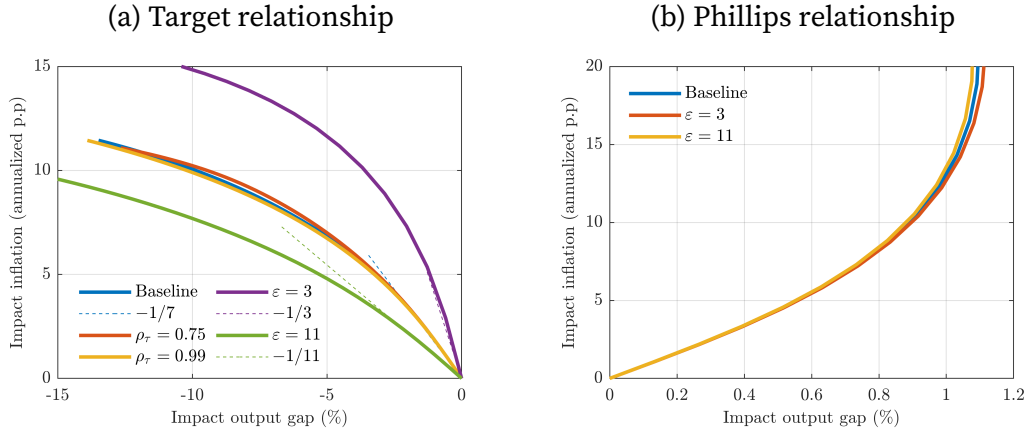 (a) Target relationship
15
10
5
0
-15
-10
-5
0
Impact inflation (annualized p.p)
Impact output gap (%)
Baseline
−1/7
ρτ = 0.75
ρτ = 0.99
ε = 3
−1/3
ε = 11
−1/11
(b) Phillips relationship
20
15
10
5
0
0
0.2
0.4
0.6
0.8
1
1.2
Impact inflation (annualized p.p)
Impact output gap (%)
Baseline
ε = 3
ε = 11